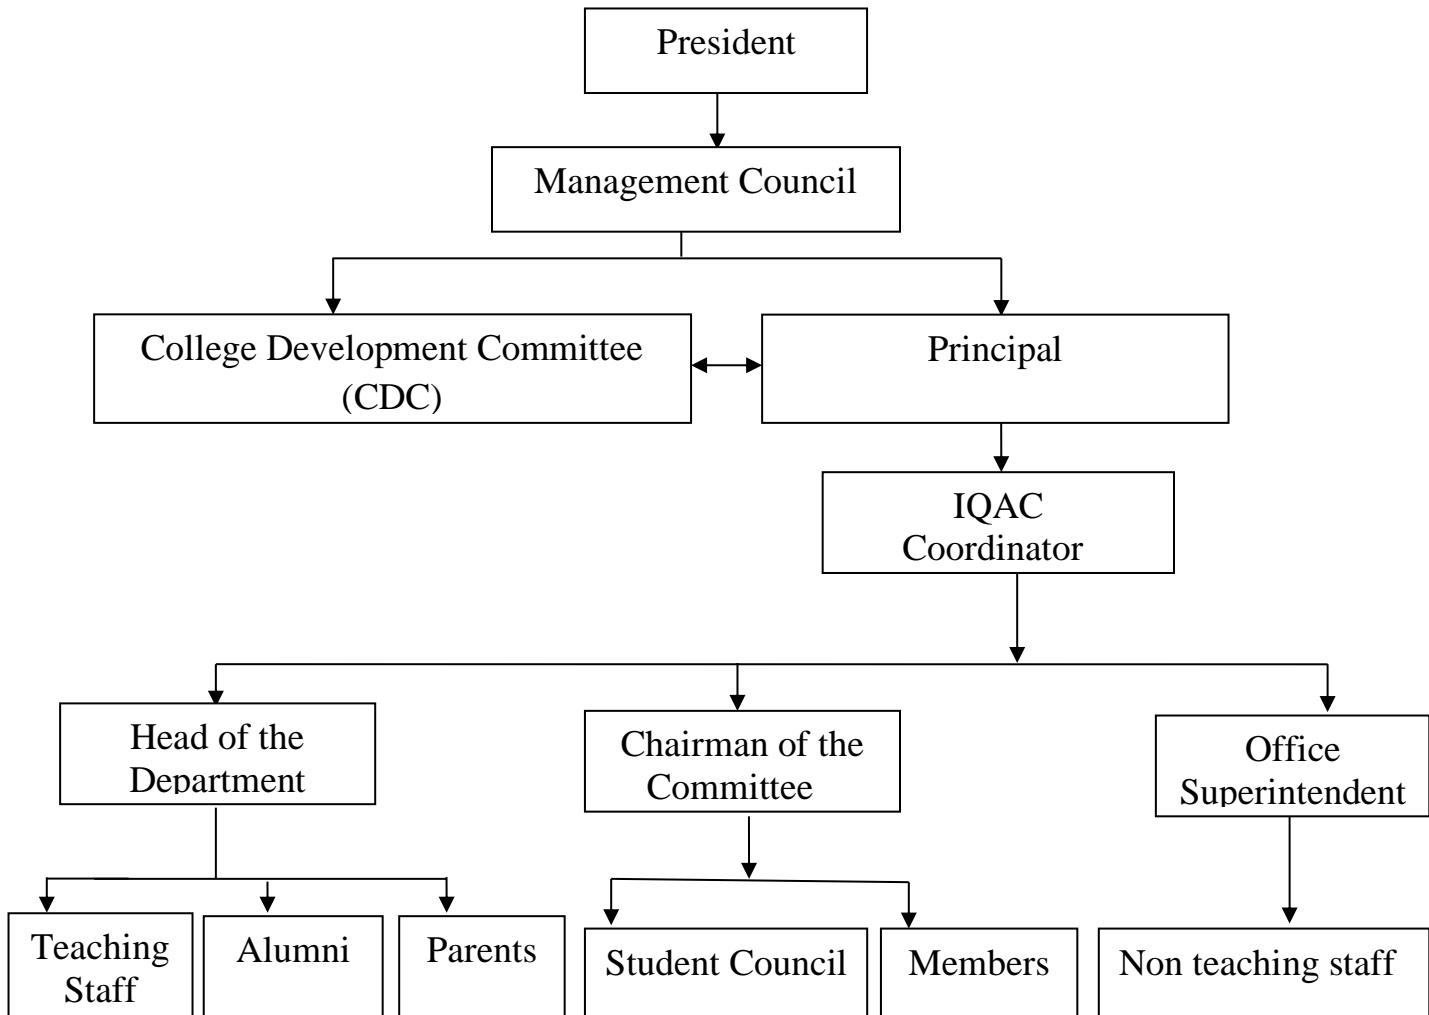 President
Management Council
College Development Committee
(CDC)
Principal
IQAC
Coordinator
Head of the
Department
Chairman of the
Committee
Office
Superintendent
Teaching
Staff
Alumni
Parents
Student Council
Members
Non teaching staff